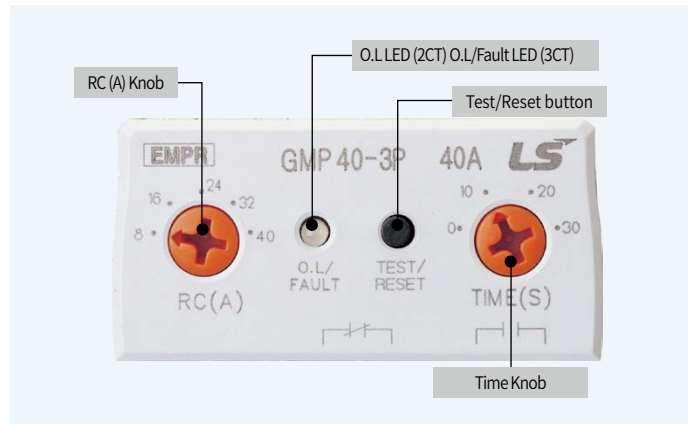 O.L LED (2CT) O.L/Fault LED (3CT)
RC (A) Knob
Test/Reset button
EMPR
GMP 40-3P 40A LS
8 16 24 32 40
0 10 20 30
O.L/
FAULT
TEST/
RESET
RC(A)
TIME(S)
Time Knob